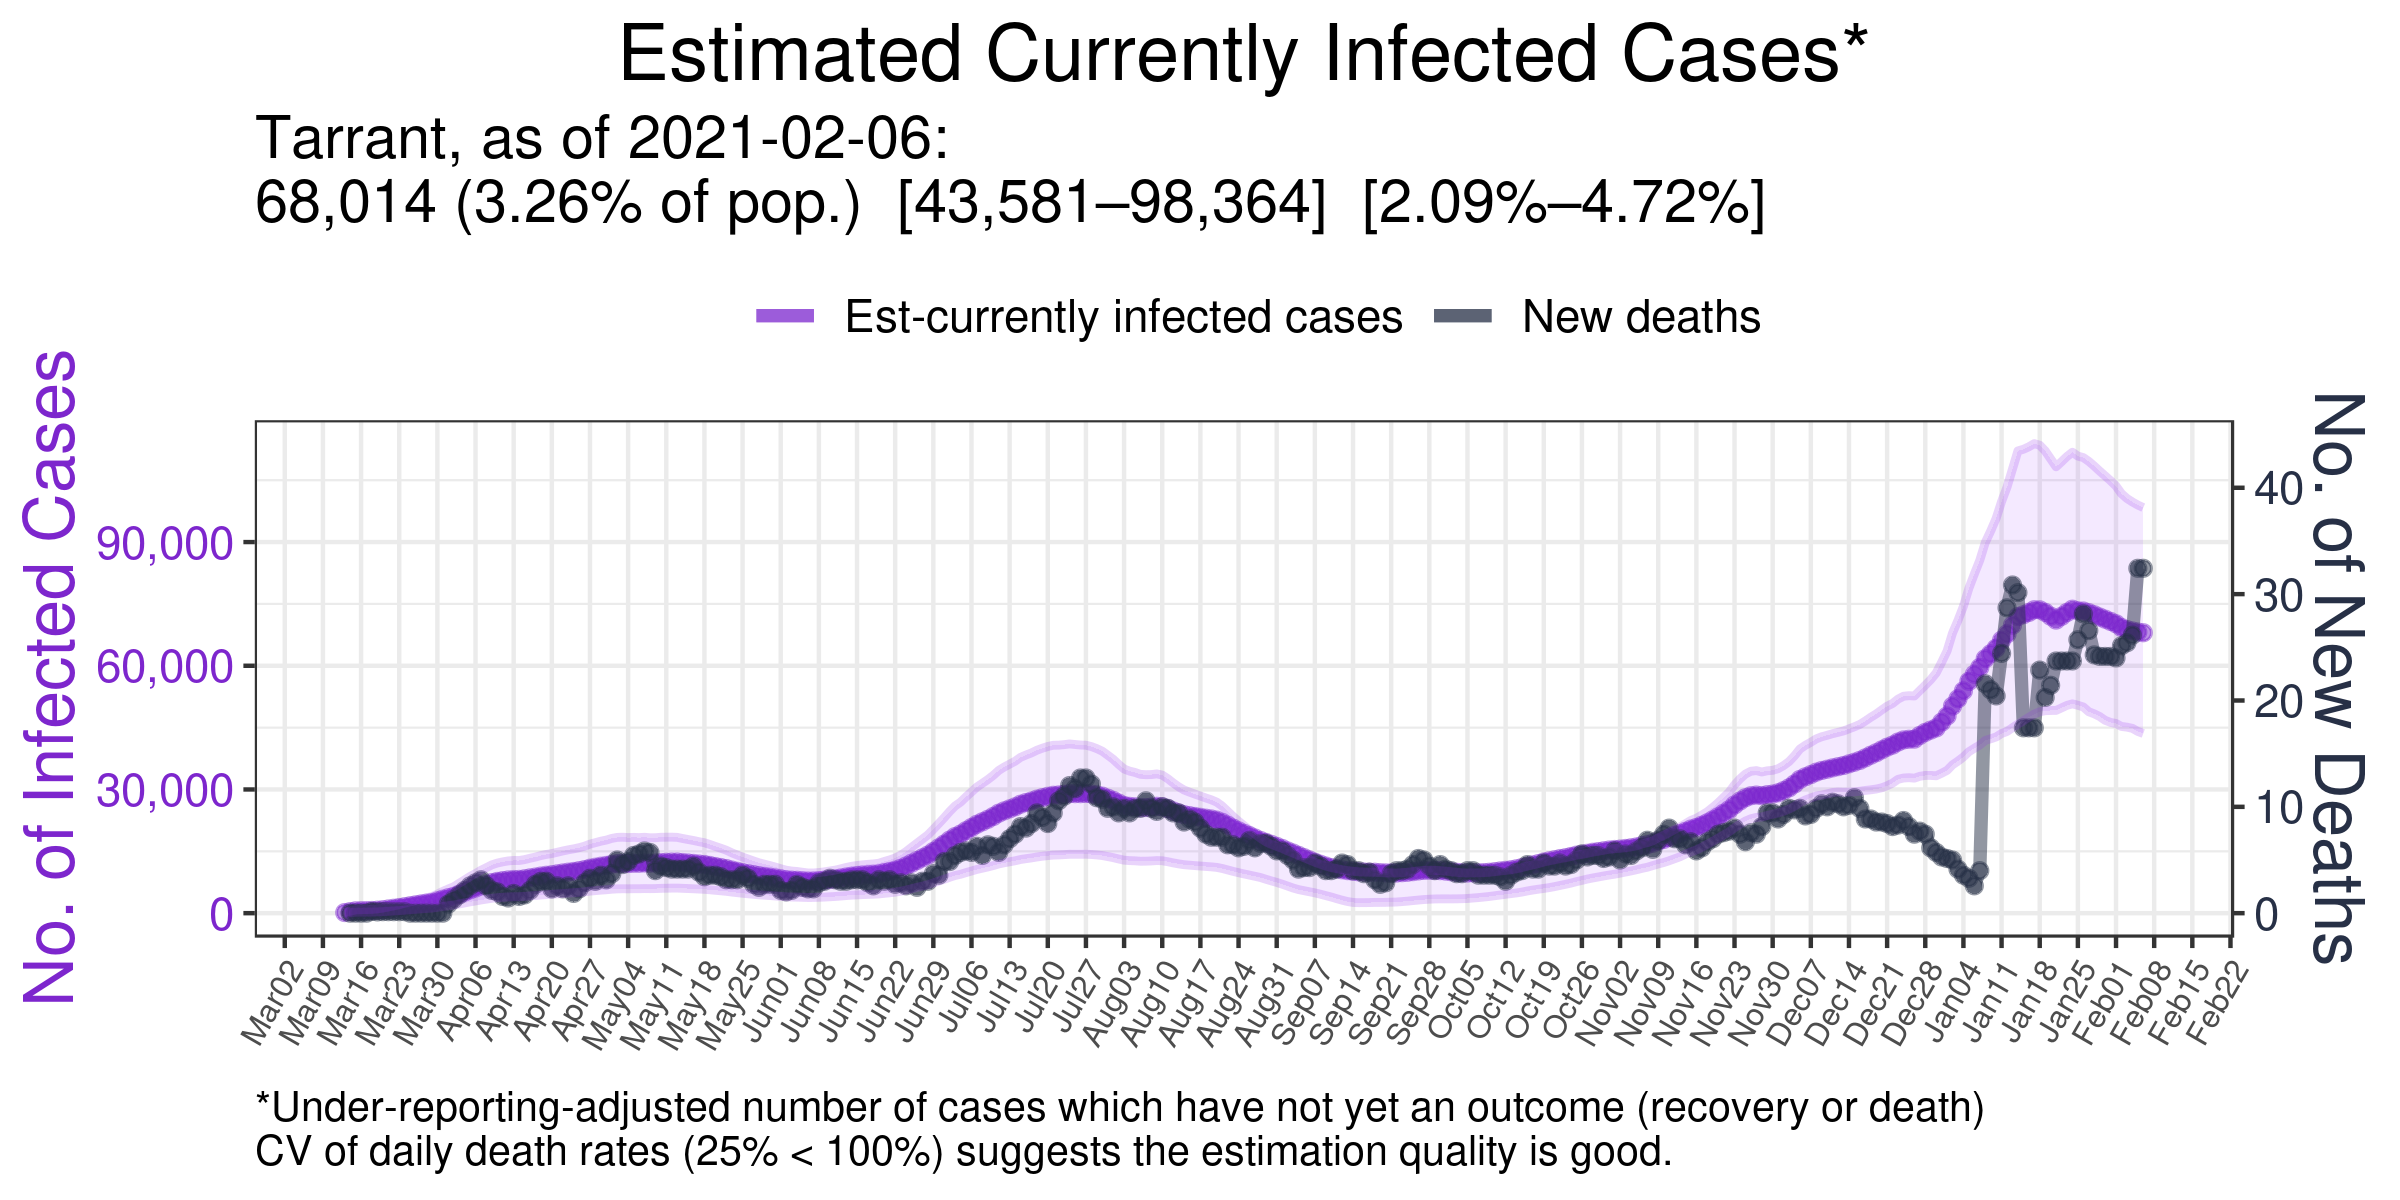 Estimated Currently Infected Cases*
Tarrant, as of 2021-02-06:
68,014 (3.26% of pop.)  [43,581–98,364]  [2.09%–4.72%]
Est-currently infected cases
New deaths
No. of Infected Cases
90,000
60,000
30,000
0
40
30
20
10
0
No. of New Deaths
Mar02
Mar09
Mar16
Mar23
Mar30
Apr06
Apr13
Apr20
Apr27
May04
May11
May18
May25
Jun01
Jun08
Jun15
Jun22
Jun29
Jul06
Jul13
Jul20
Jul27
Aug03
Aug10
Aug17
Aug24
Aug31
Sep07
Sep14
Sep21
Sep28
Oct05
Oct12
Oct19
Oct26
Nov02
Nov09
Nov16
Nov23
Nov30
Dec07
Dec14
Dec21
Dec28
Jan04
Jan11
Jan18
Jan25
Feb01
Feb08
Feb15
Feb22
*Under-reporting-adjusted number of cases which have not yet an outcome (recovery or death)
CV of daily death rates (25% < 100%) suggests the estimation quality is good.